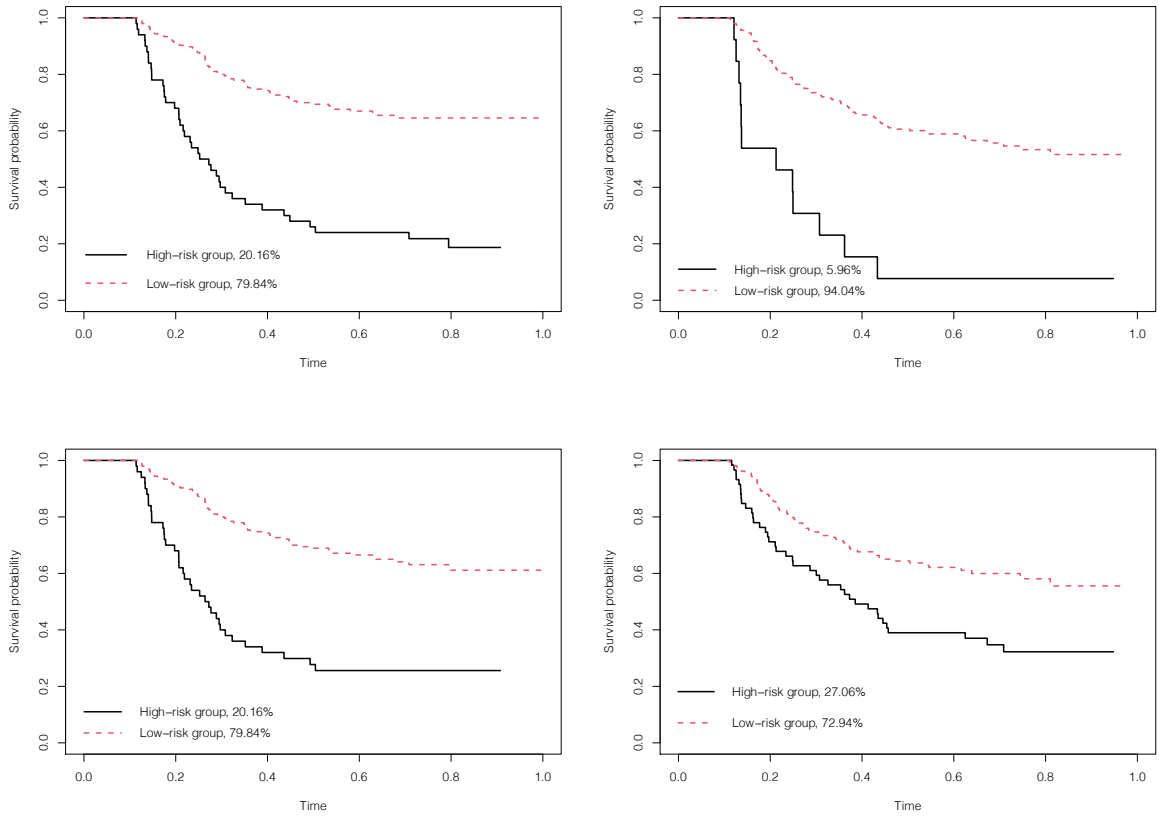 Survival probability
1.0
0.8
0.6
0.4
0.2
0.0
High−risk group, 20.16%
Low−risk group, 79.84%
0.0 0.2 0.4 0.6 0.8 1.0
Time
Survival probability
1.0
0.8
0.6
0.4
0.2
0.0
High−risk group, 5.96%
Low−risk group, 94.04%
0.0 0.2 0.4 0.6 0.8 1.0
Time
Survival probability
1.0
0.8
0.6
0.4
0.2
0.0
High−risk group, 20.16%
Low−risk group, 79.84%
0.0 0.2 0.4 0.6 0.8 1.0
Time
Survival probability
1.0
0.8
0.6
0.4
0.2
0.0
High−risk group, 27.06%
Low−risk group, 72.94%
0.0 0.2 0.4 0.6 0.8 1.0
Time